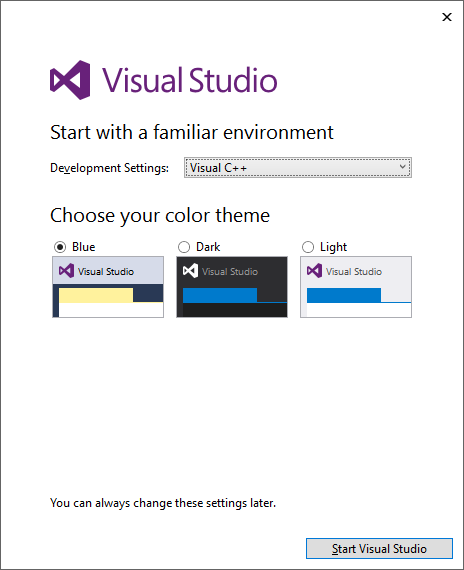 Visual Studio
Start with a familiar environment
Development Settings: Visual C++
Choose your color theme
Blue Dark Light
Visual Studio Visual Studio Visual Studio
You can always change these settings later.
Start Visual Studio